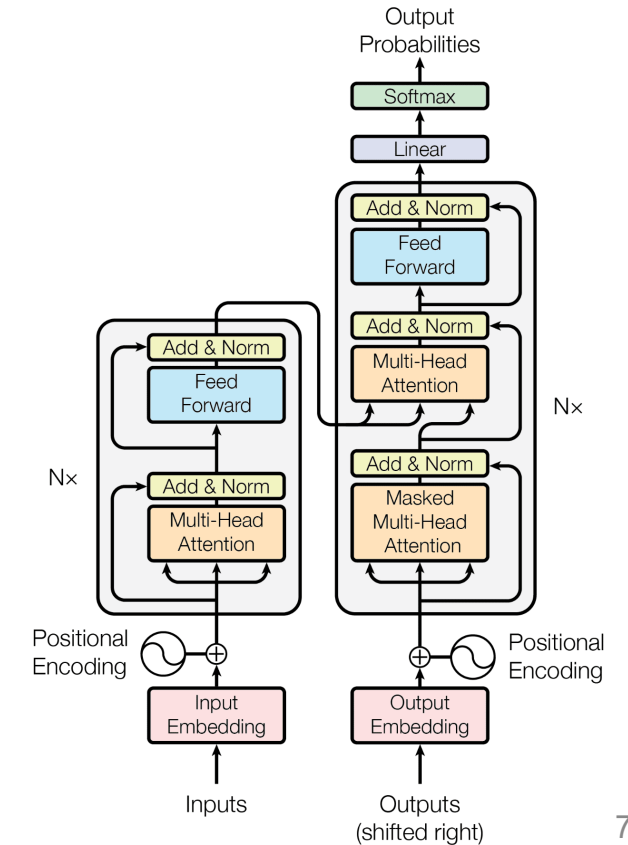 Output
Probabilities
Softmax
Linear
Add & Norm
Feed
Forward
Add & Norm
Multi-Head
Attention
Add & Norm
Masked
Multi-Head
Attention
N×
Add & Norm
Feed
Forward
Add & Norm
Multi-Head
Attention
N×
Positional
Encoding
Positional
Encoding
Input
Embedding
Output
Embedding
Inputs
Outputs
(shifted right)
7